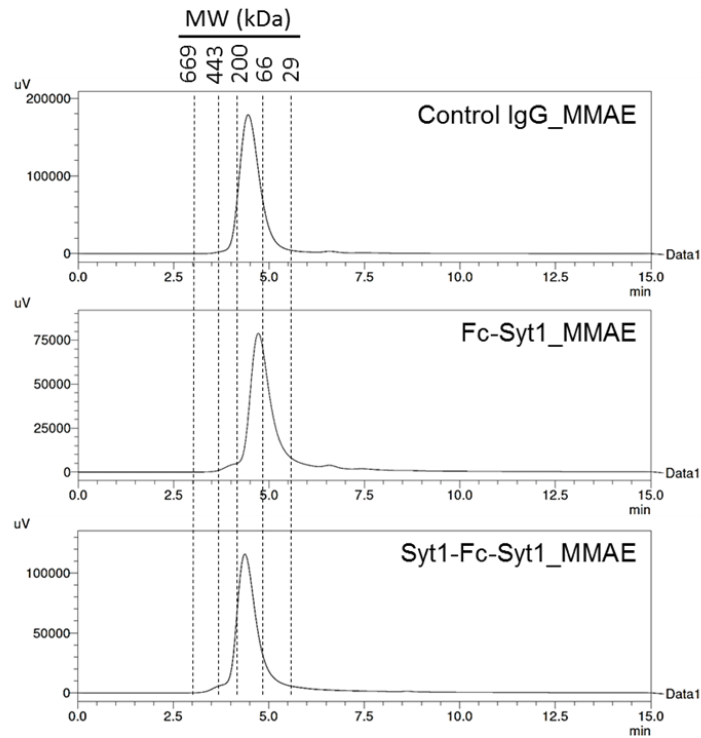 MW (kDa)
669 443 200 66 29
uV
200000
Control IgG_MMAE
100000
0
Data1
0.0 2.5 5.0 7.5 10.0 12.5 15.0
min
uV
Fc-Syt1_MMAE
75000
50000
25000
0
Data1
0.0 2.5 5.0 7.5 10.0 12.5 15.0
min
uV
Syt1-Fc-Syt1_MMAE
100000
50000
0
Data1
0.0 2.5 5.0 7.5 10.0 12.5 15.0
min